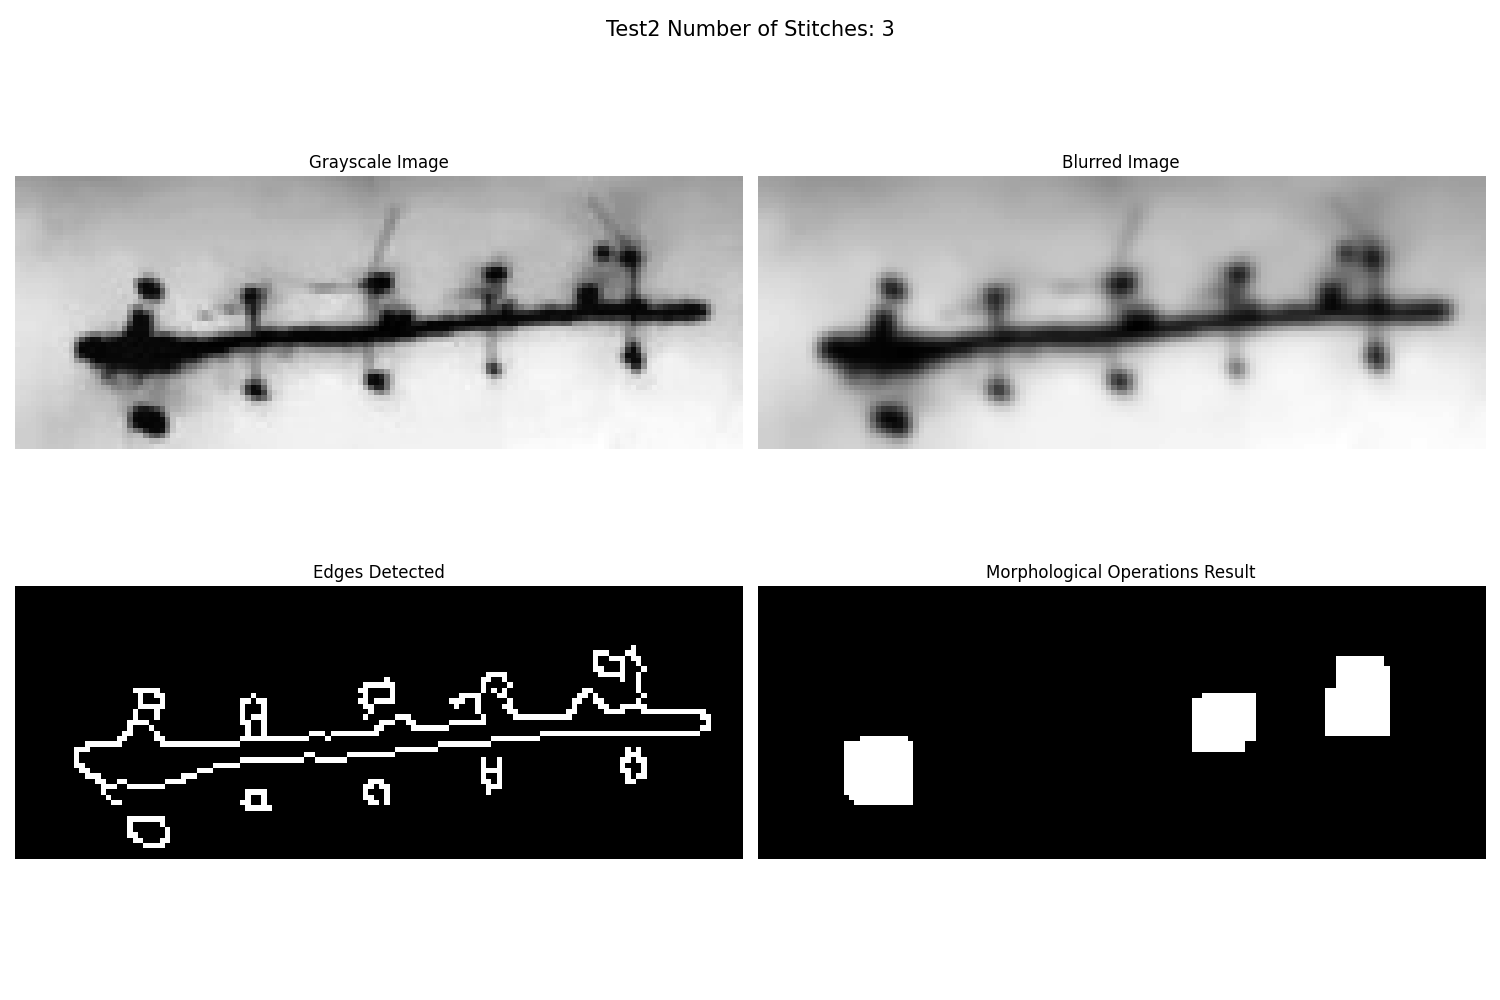 Test2 Number of Stitches: 3
Grayscale Image
Blurred Image
Edges Detected
Morphological Operations Result